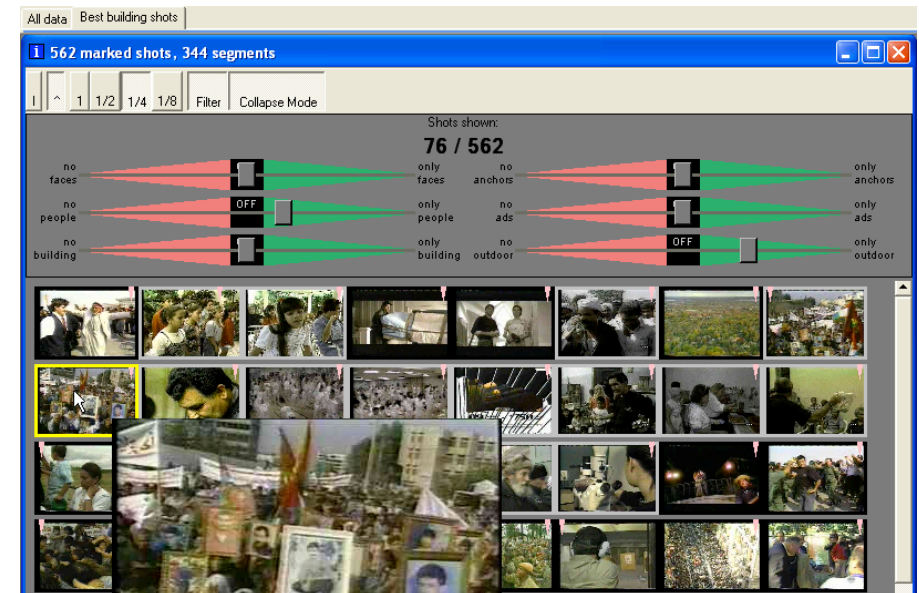 All data Best building shots
i 562 marked shots, 344 segments
I ^ 1 1/2 1/4 1/8 Filter Collapse Mode
Shots shown:
76 / 562
no faces only faces no anchors only anchors
no people OFF only people no ads only ads
no building only building no outdoor OFF only outdoor